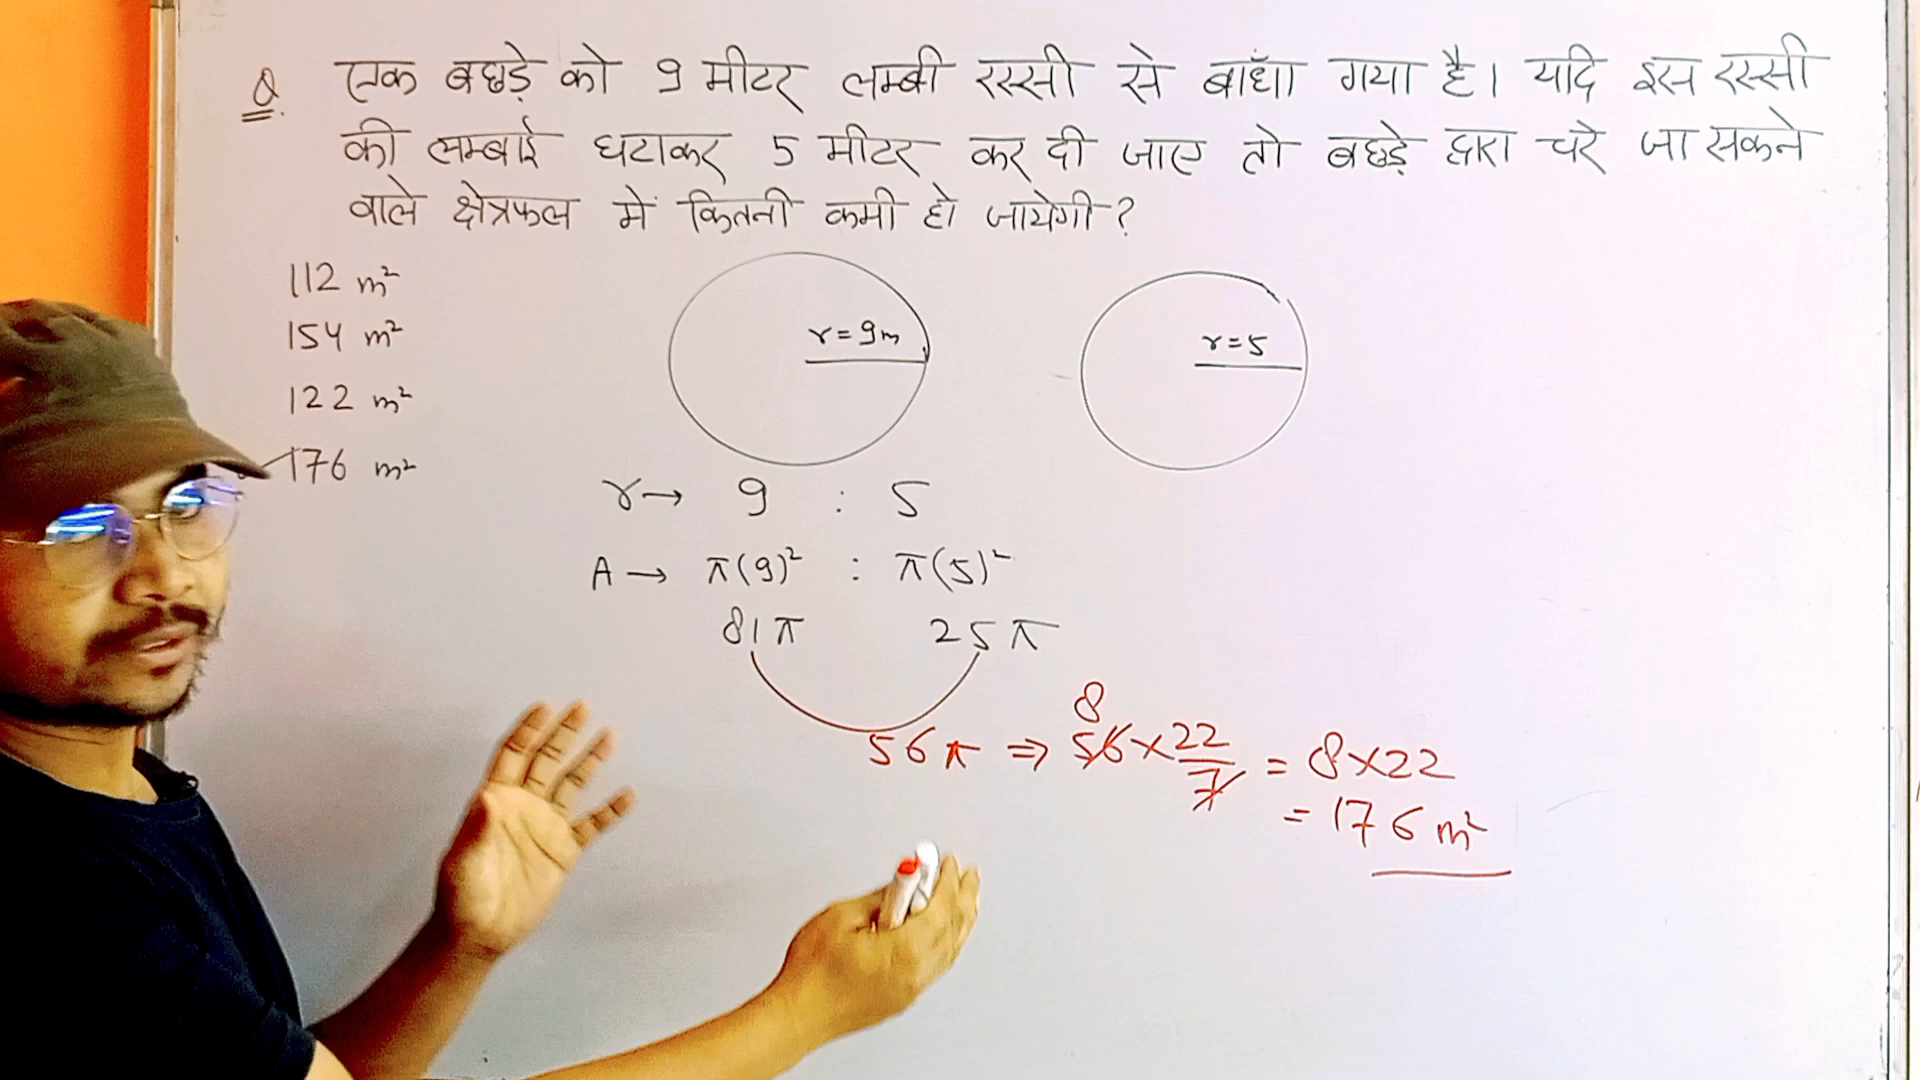 Q. एक बछड़े को 9 मीटर लम्बी रस्सी से बाँधा गया है। यदि इस रस्सी
की लम्बाई घटाकर 5 मीटर कर दी जाए तो बछड़े द्वारा चरे जा सकने
वाले क्षेत्रफल में कितनी कमी हो जायेगी?
112 m²
154 m²
122 m²
176 m²
r = 9m
r = 5
r → 9 : 5
A → π(9)² : π(5)²
81π 25π
8
56π ⇒ 56 × 22/7 = 8 × 22
= 176 m²